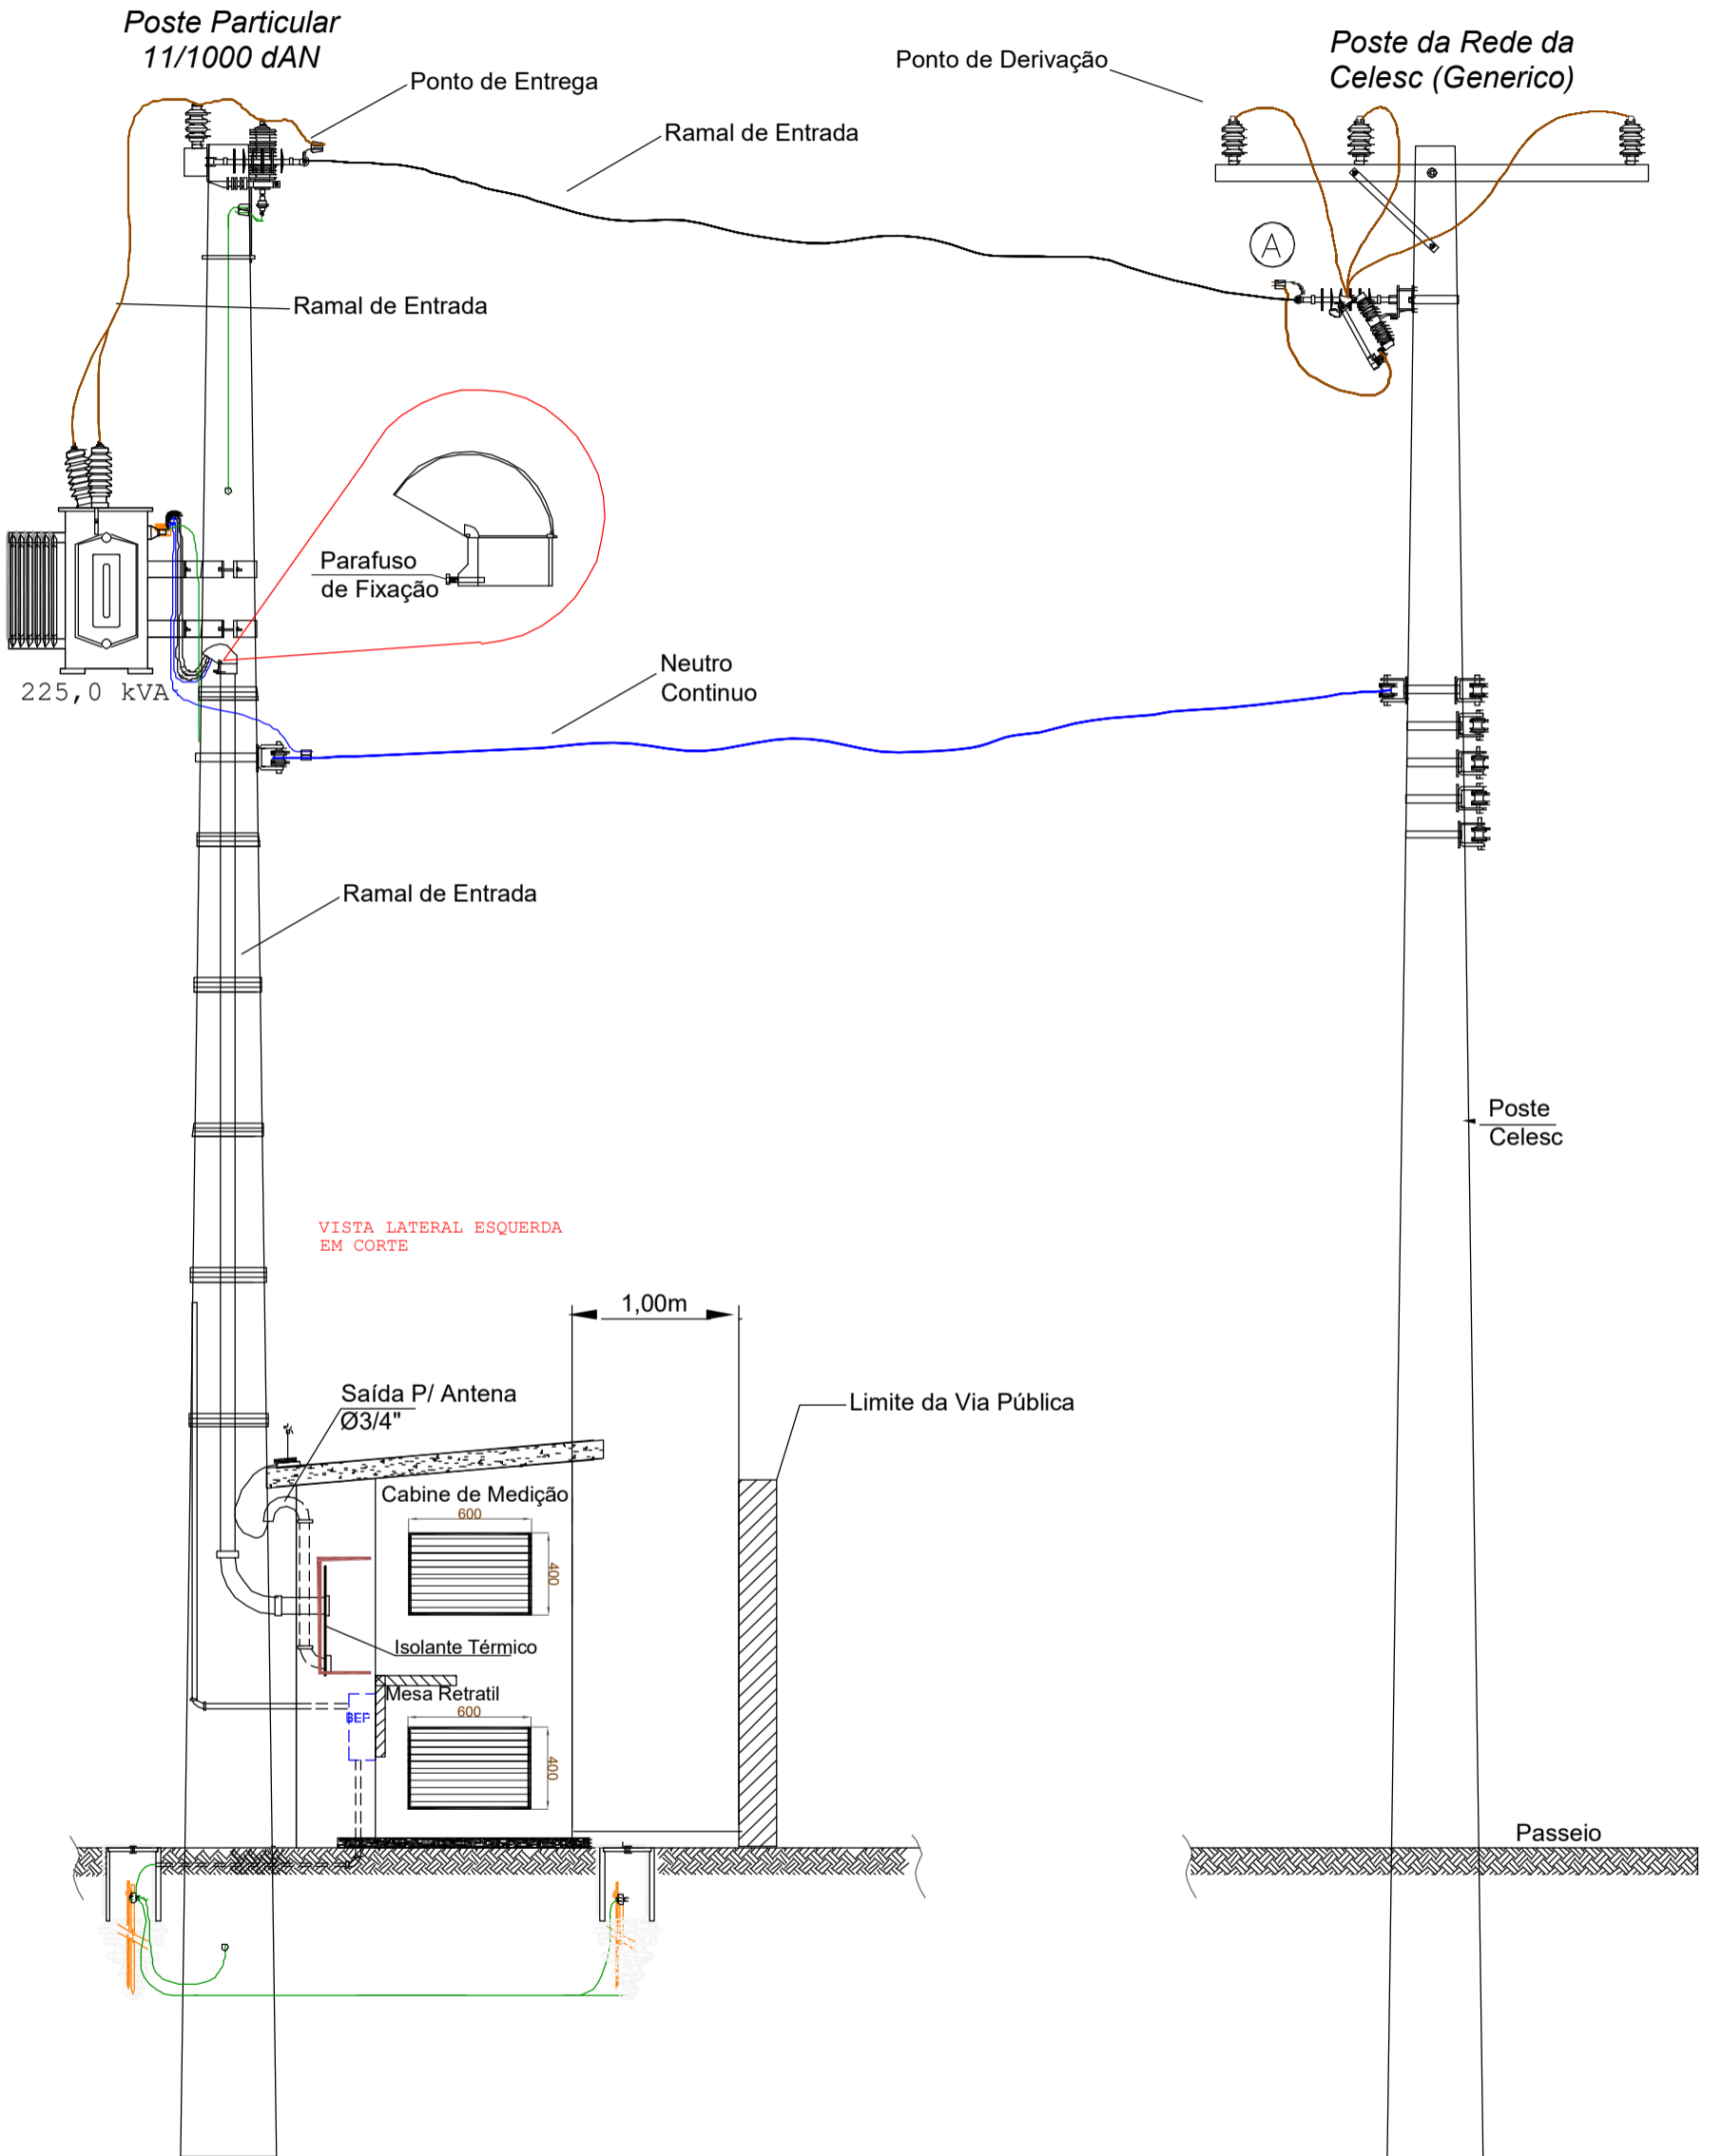 Poste Particular
11/1000 dAN
Ponto de Entrega
Ramal de Entrada
Ponto de Derivação
Poste da Rede da
Celesc (Generico)
A
Ramal de Entrada
Parafuso
de Fixação
225,0 kVA
Neutro
Continuo
Ramal de Entrada
Poste
Celesc
VISTA LATERAL ESQUERDA
EM CORTE
1,00m
Saída P/ Antena
Ø3/4"
Limite da Via Pública
Cabine de Medição
600
400
Isolante Térmico
Mesa Retratil
600
BEP
400
Passeio